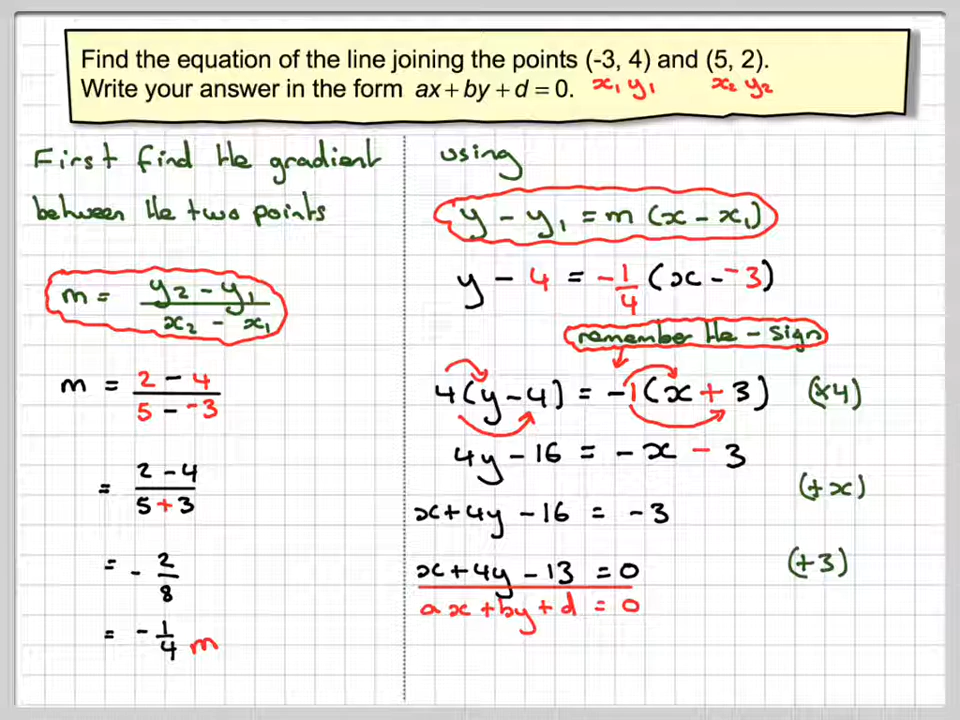 Find the equation of the line joining the points (-3, 4) and (5, 2).
Write your answer in the form ax + by + d = 0. x₁ y₁ x₂ y₂
First find the gradient
between the two points
m = (y₂ - y₁)/(x₂ - x₁)
m = (2 - 4)/(5 - -3)
= (2 - 4)/(5 + 3)
= - 2/8
= - 1/4 m
using
y - y₁ = m (x - x₁)
y - 4 = -1/4 (x - -3)
remember the - sign
4(y - 4) = -1(x + 3) (×4)
4y - 16 = -x - 3
(+x)
x + 4y - 16 = -3
(+3)
x + 4y - 13 = 0
ax + by + d = 0